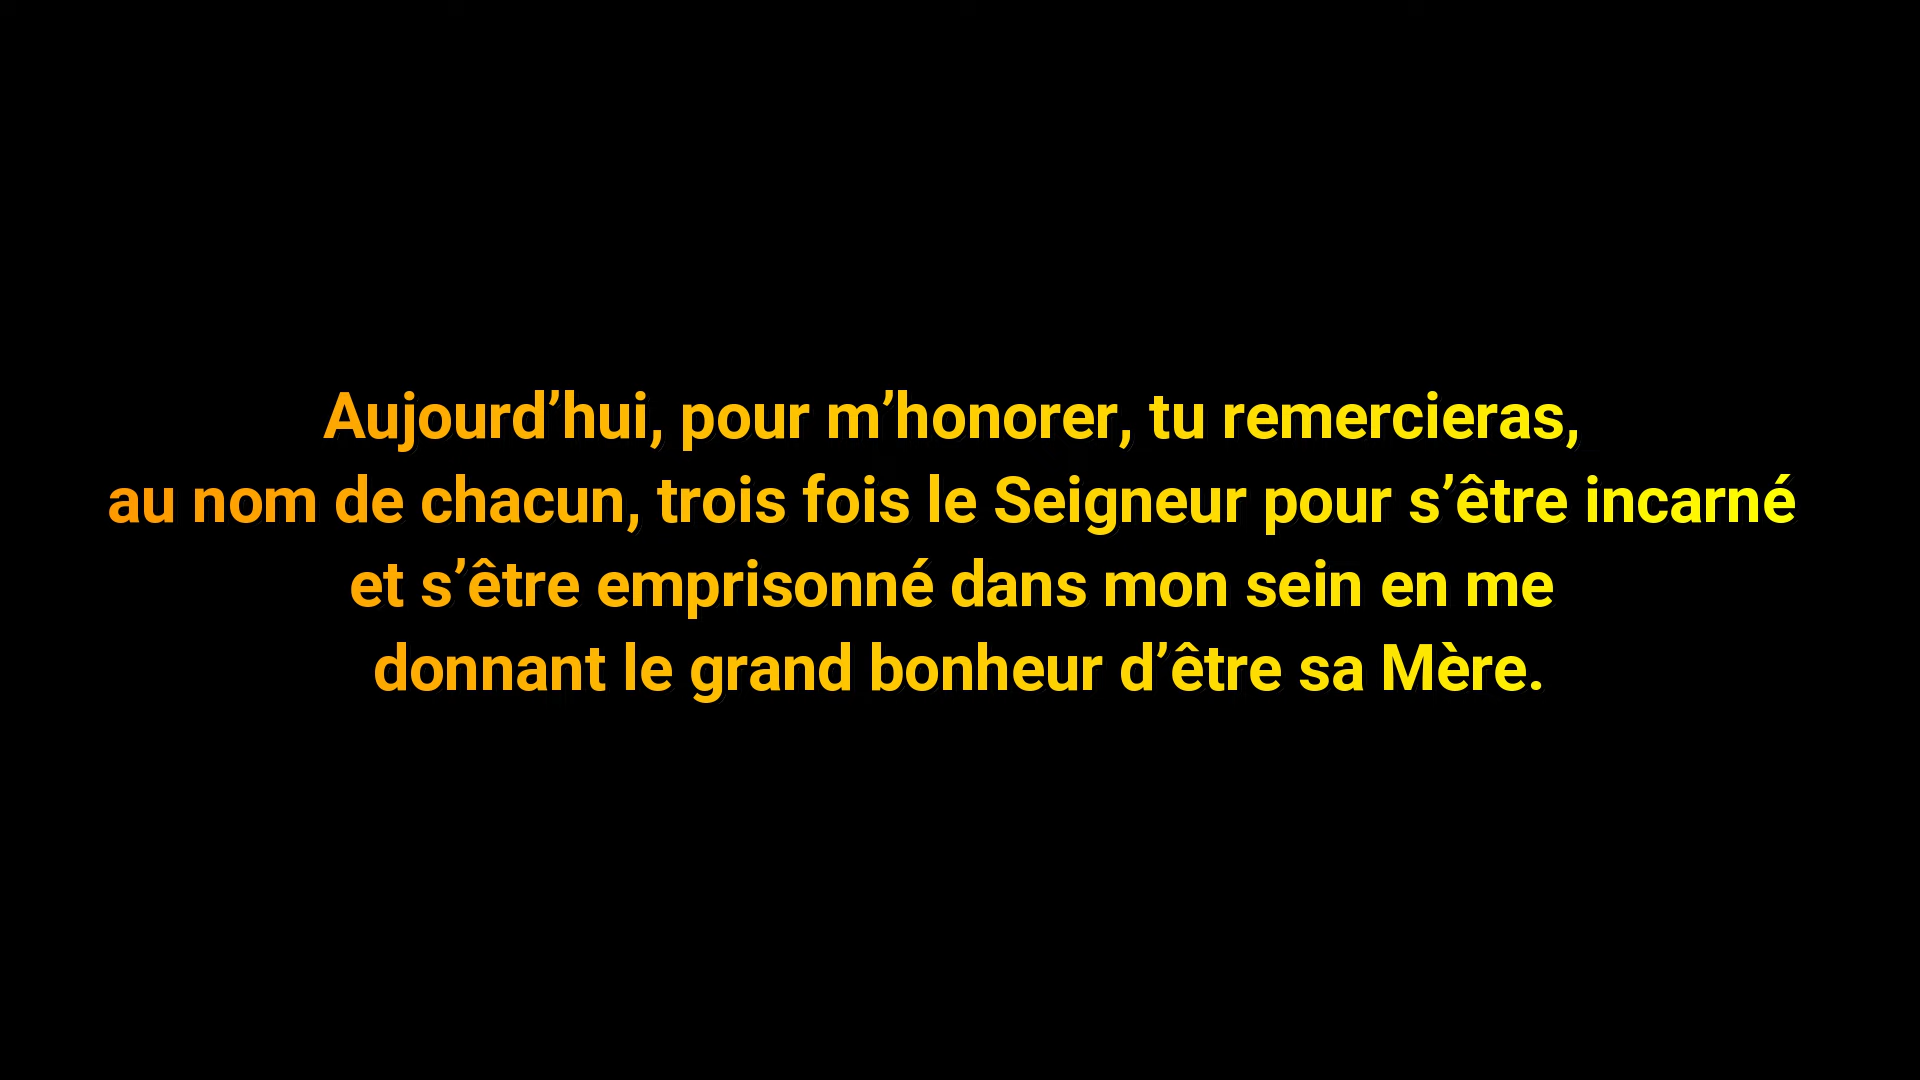 Aujourd’hui, pour m’honorer, tu remercieras,
au nom de chacun, trois fois le Seigneur pour s’être incarné
et s’être emprisonné dans mon sein en me
donnant le grand bonheur d’être sa Mère.